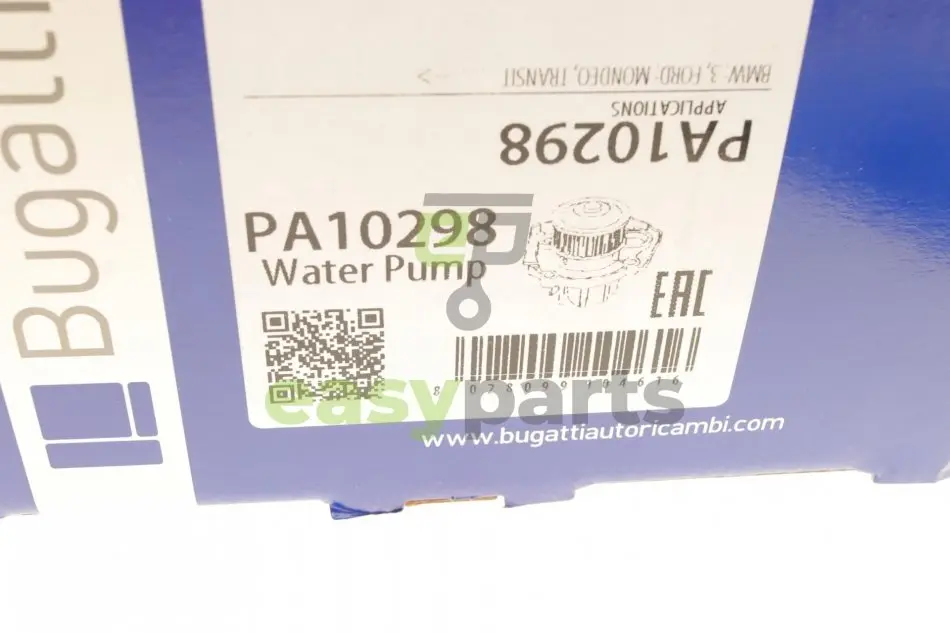 Bugatti
BMW 3, FORD MONDEO, TRANSIT
APPLICATIONS
PA10298
PA10298
Water Pump
EAC
easyparts
www.bugattiautoricambi.com